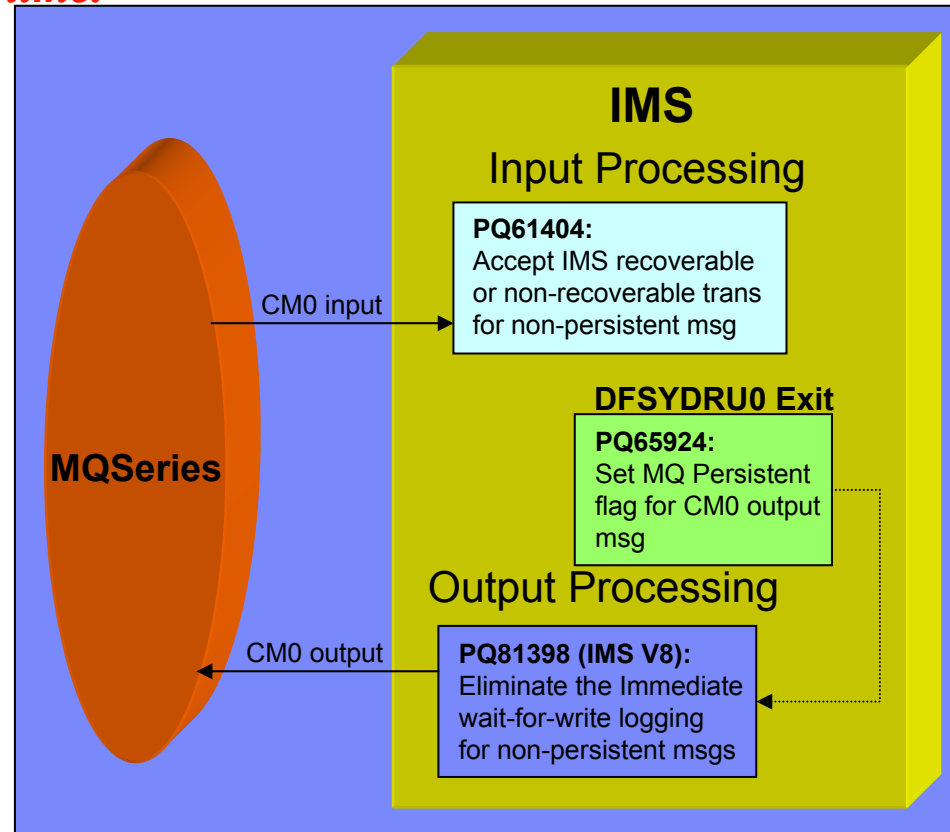 IMS
Input Processing
PQ61404:
Accept IMS recoverable
or non-recoverable trans
for non-persistent msg
CM0 input
DFSYDRU0 Exit
PQ65924:
Set MQ Persistent
flag for CM0 output
msg
MQSeries
Output Processing
CM0 output
PQ81398 (IMS V8):
Eliminate the Immediate
wait-for-write logging
for non-persistent msgs